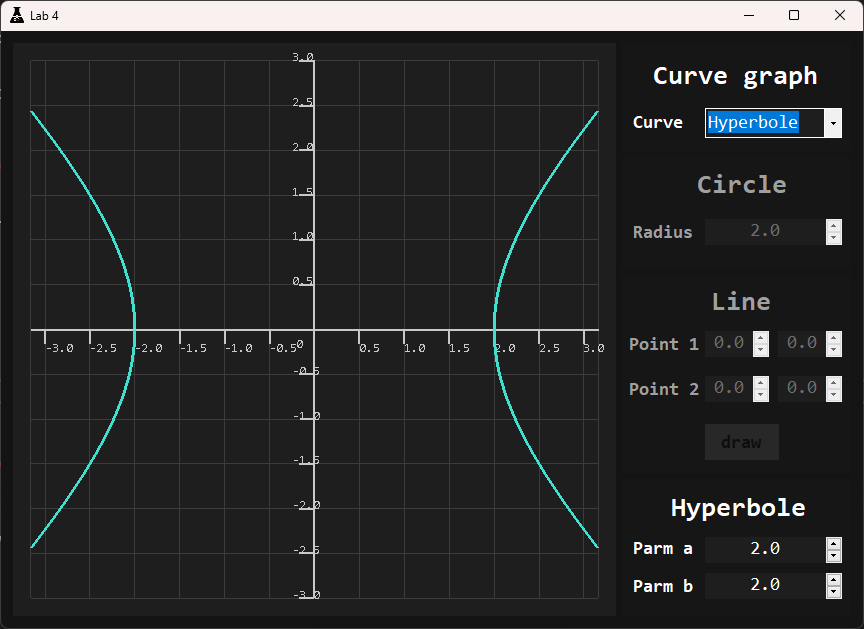 Lab 4
3.0
2.5
2.0
1.5
1.0
0.5
-3.0 -2.5 -2.0 -1.5 -1.0 -0.5 0 0.5 1.0 1.5 2.0 2.5 3.0
-0.5
-1.0
-1.5
-2.0
-2.5
-3.0
Curve graph
Curve Hyperbole
Circle
Radius 2.0
Line
Point 1 0.0 0.0
Point 2 0.0 0.0
draw
Hyperbole
Parm a 2.0
Parm b 2.0